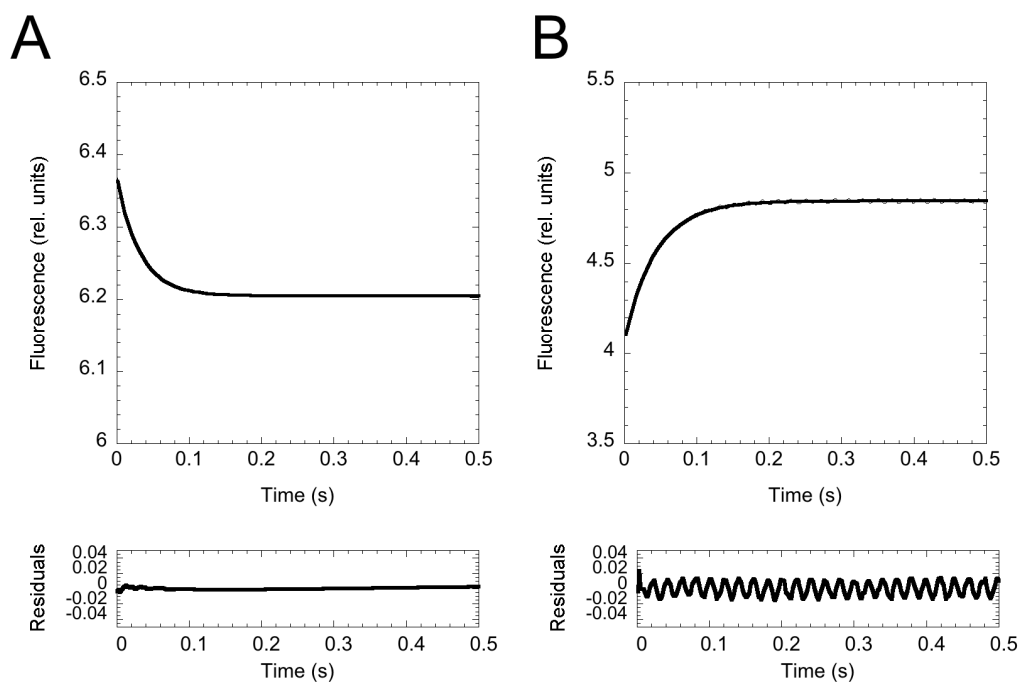 A
B
Fluorescence (rel. units)
6.5
6.4
6.3
6.2
6.1
6
0 0.1 0.2 0.3 0.4 0.5
Time (s)
Fluorescence (rel. units)
5.5
5
4.5
4
3.5
0 0.1 0.2 0.3 0.4 0.5
Time (s)
Residuals
0.04
0.02
0
-0.02
-0.04
0 0.1 0.2 0.3 0.4 0.5
Time (s)
Residuals
0.04
0.02
0
-0.02
-0.04
0 0.1 0.2 0.3 0.4 0.5
Time (s)